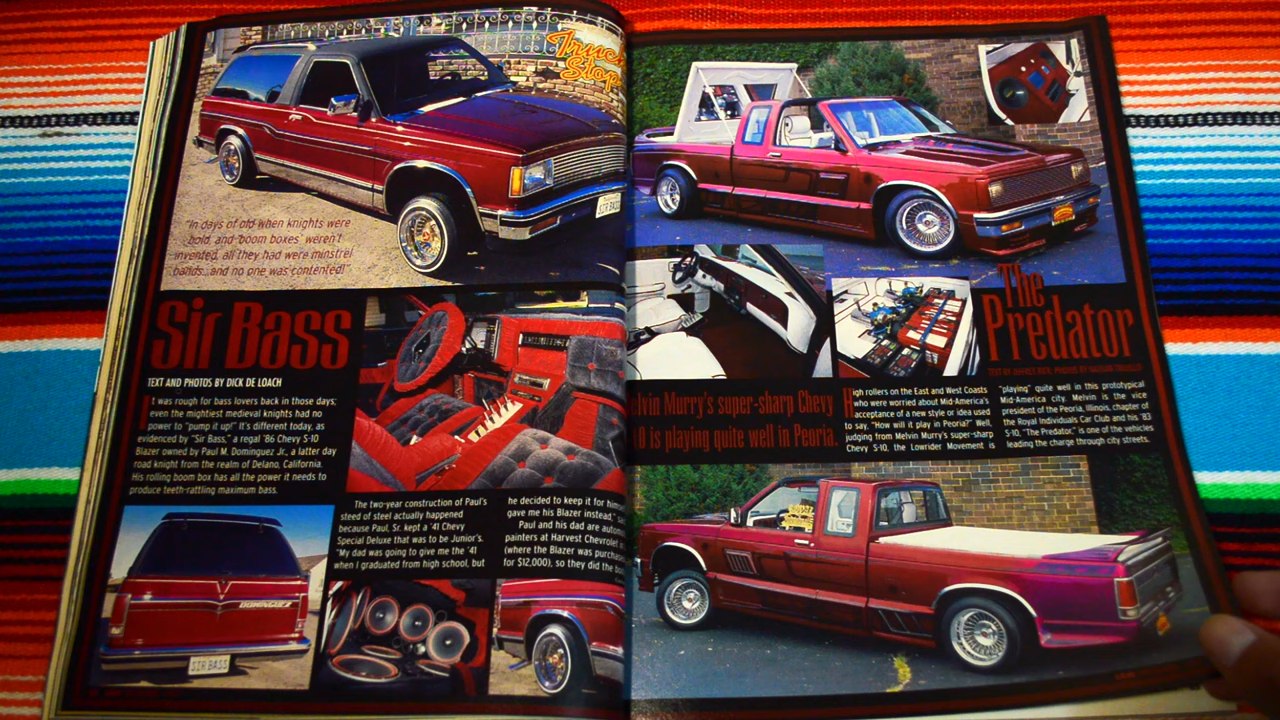 Truck
Stop
"In days of old when knights were
bold, and 'boom boxes' weren't
invented, all they had were minstrel
bands...and no one was contented!"
SIR BASS
Sir Bass
TEXT AND PHOTOS BY DICK DE LOACH
It was rough for bass lovers back in those days;
even the mightiest medieval knights had no
power to "pump it up!" It's different today, as
evidenced by "Sir Bass," a regal '86 Chevy S-10
Blazer owned by Paul M. Dominguez Jr., a latter day
road knight from the realm of Delano, California.
His rolling boom box has all the power it needs to
produce teeth-rattling maximum bass.
The two-year construction of Paul's
steed of steel actually happened
because Paul, Sr. kept a '41 Chevy
Special Deluxe that was to be Junior's.
"My dad was going to give me the '41
when I graduated from high school, but
he decided to keep it for himself
gave me his Blazer instead,"
Paul and his dad are
painters at Harvest Chevrolet
(where the Blazer was
for $12,000), so they did the
DOMINGUEZ
SIR BASS
The
Predator
elvin Murry's super-sharp Chevy
10 is playing quite well in Peoria.
High rollers on the East and West Coasts
who were worried about Mid-America's
acceptance of a new style or idea used
to say, "How will it play in Peoria?" Well,
judging from Melvin Murry's super-sharp
Chevy S-10, the Lowrider Movement is
"playing" quite well in this prototypical
Mid-America city. Melvin is the vice
president of the Peoria, Illinois, chapter of
the Royal Individuals Car Club and his '83
S-10, "The Predator," is one of the vehicles
leading the charge through city streets.